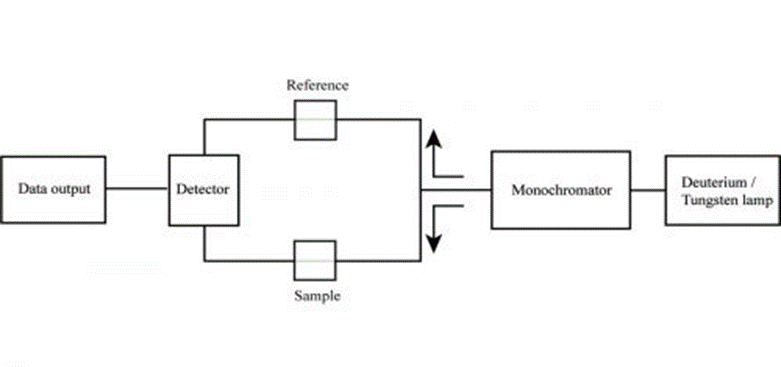 Reference
Data output
Detector
Monochromator
Deuterium /
Tungsten lamp
Sample